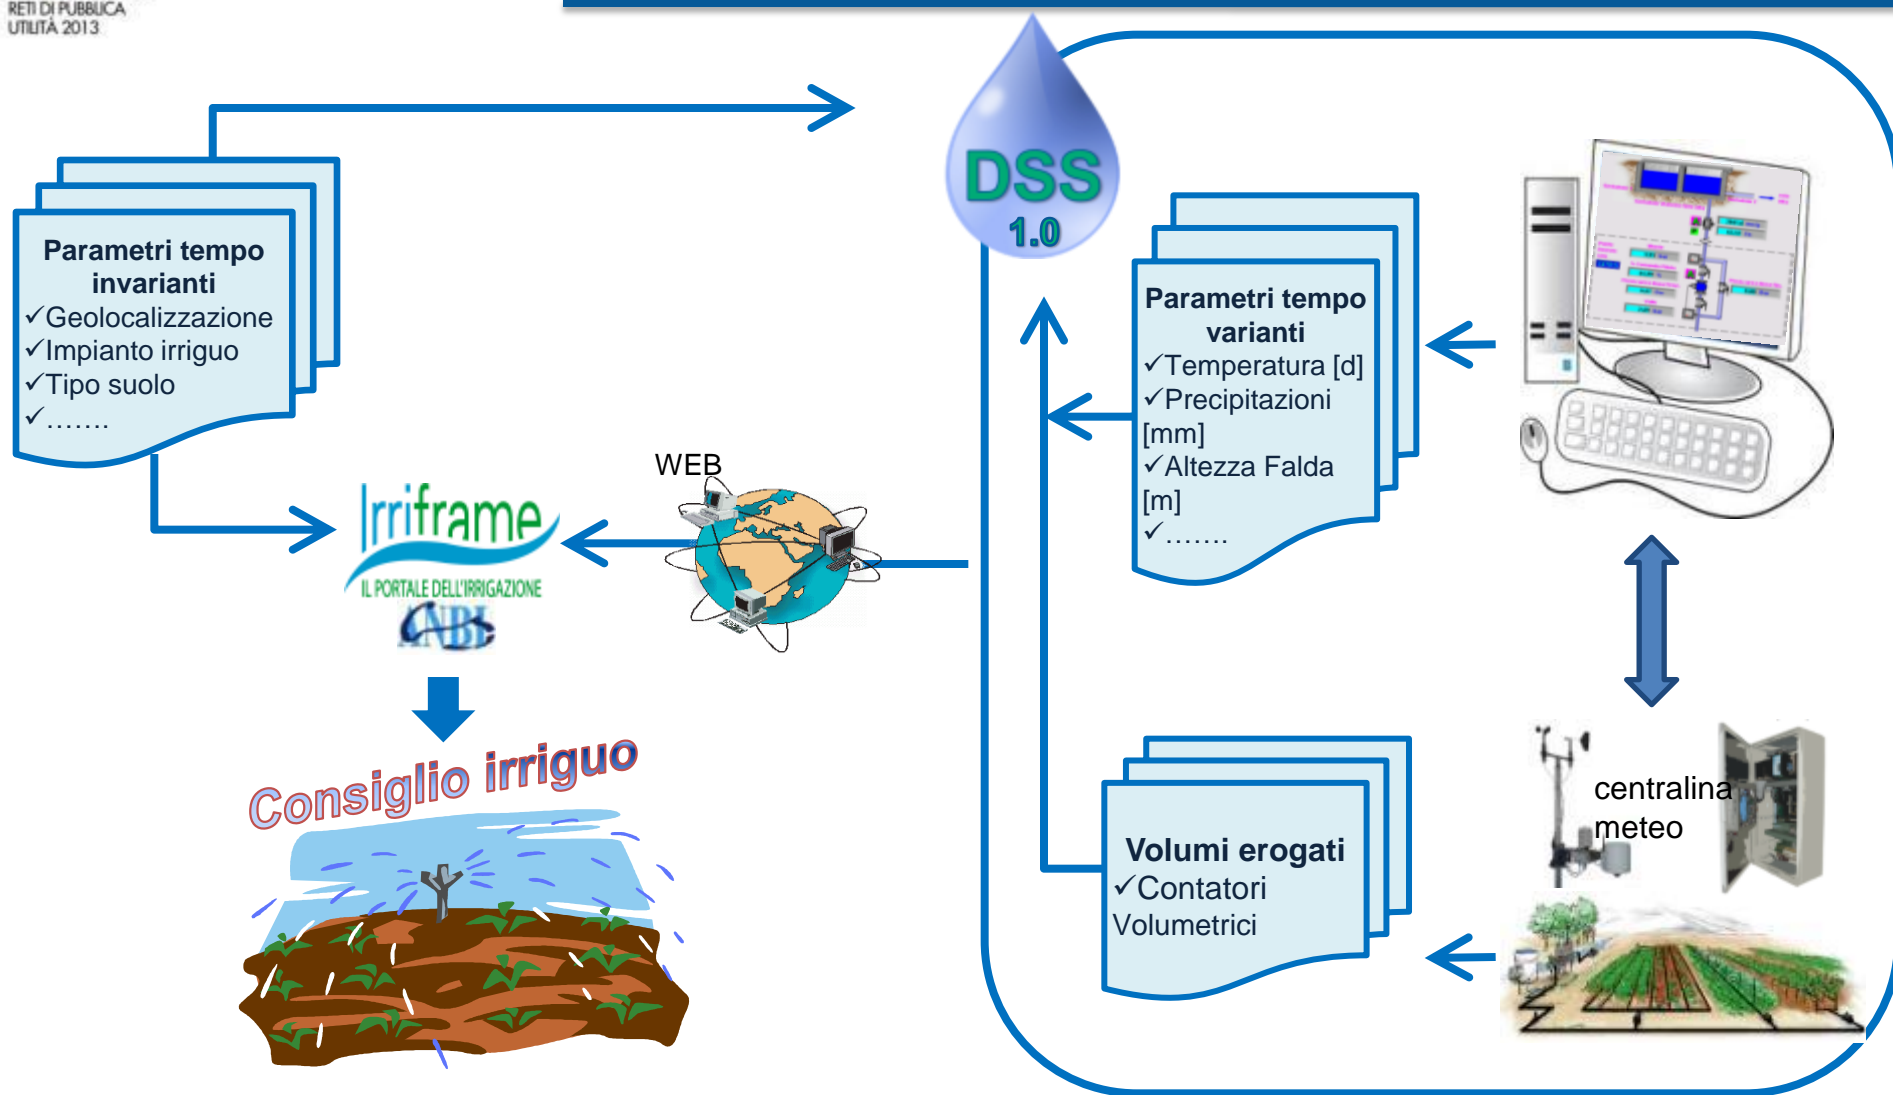 RETI DI PUBBLICA
UTILITÀ 2013
DSS
1.0
Parametri tempo
invarianti
✓Geolocalizzazione
✓Impianto irriguo
✓Tipo suolo
✓.......
Parametri tempo
varianti
✓Temperatura [d]
✓Precipitazioni
[mm]
✓Altezza Falda
[m]
✓.......
WEB
Irriframe
IL PORTALE DELL'IRRIGAZIONE
ANBI
Consiglio irriguo
centralina
meteo
Volumi erogati
✓Contatori
Volumetrici